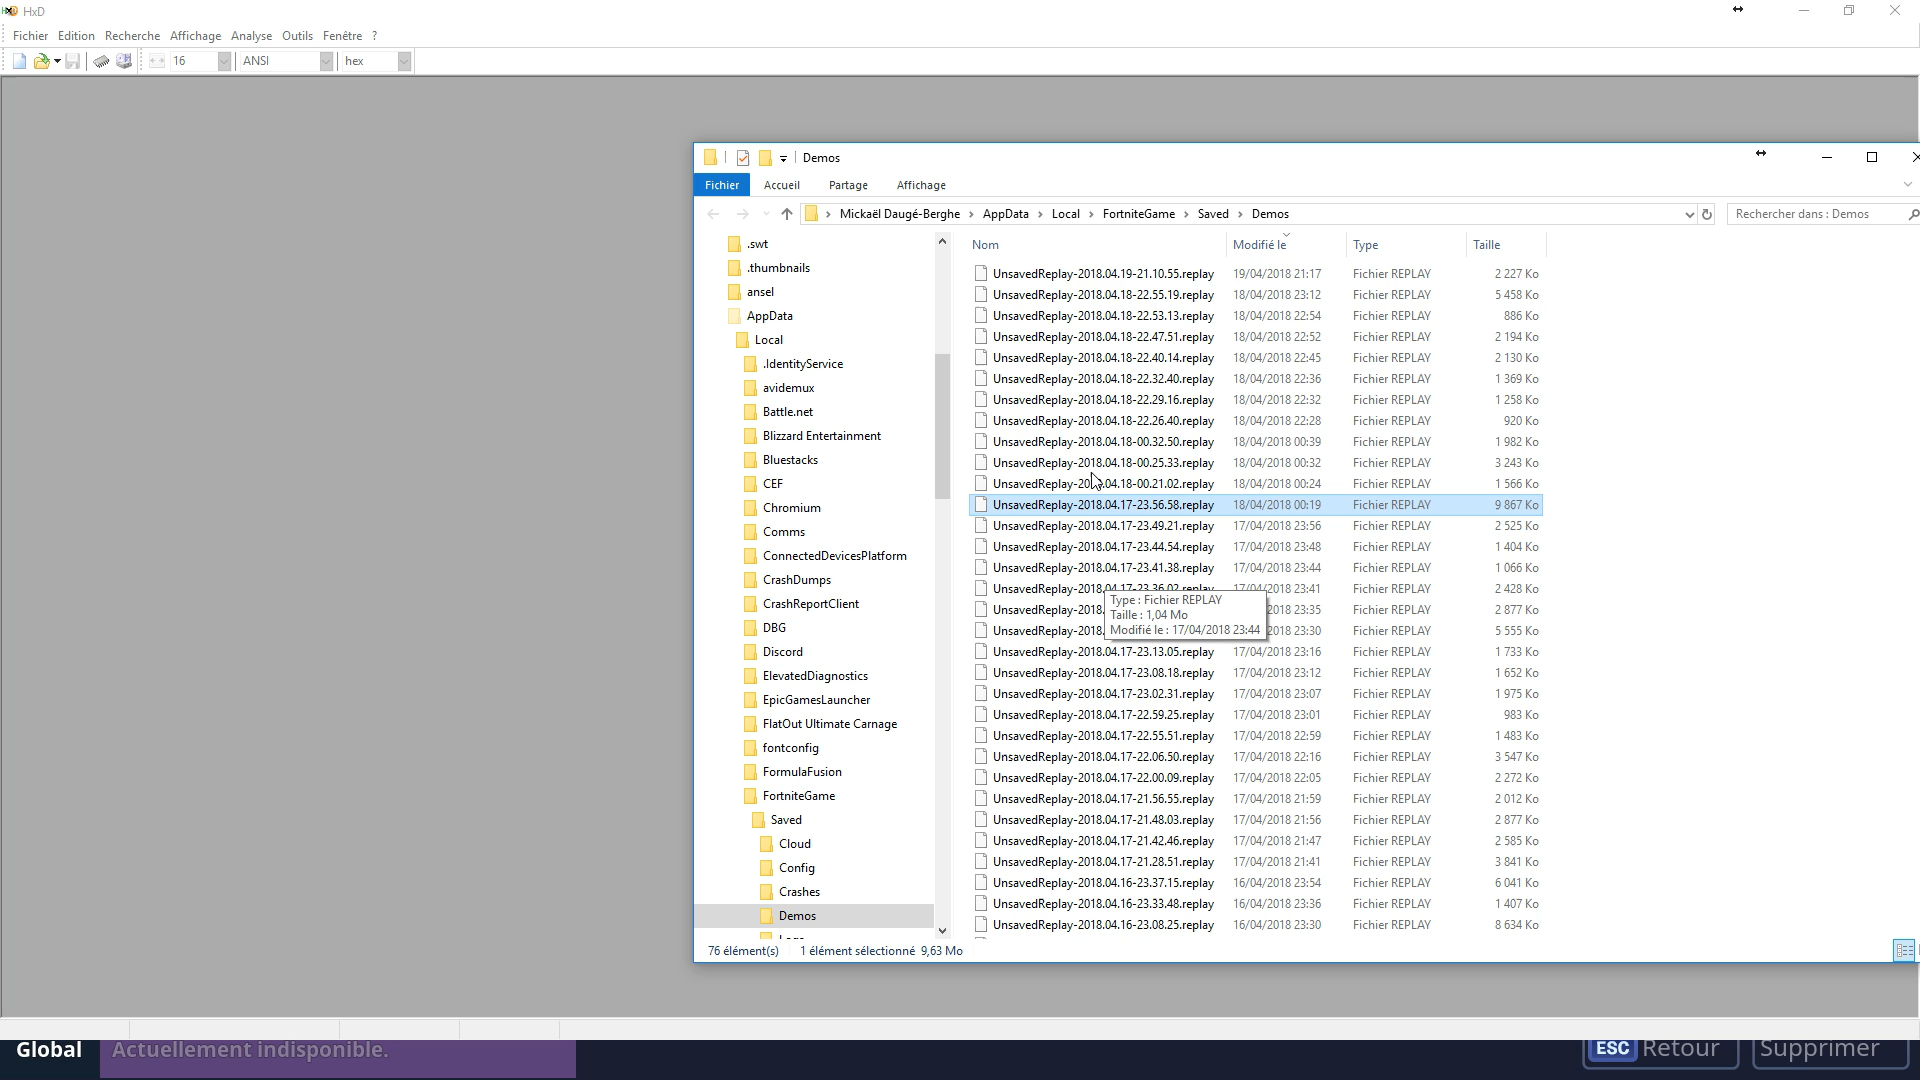 HxD
Fichier Edition Recherche Affichage Analyse Outils Fenêtre ?
16 ANSI hex
Demos
Fichier Accueil Partage Affichage
Mickaël Daugé-Berghe > AppData > Local > FortniteGame > Saved > Demos
Rechercher dans : Demos
.swt
.thumbnails
ansel
AppData
Local
.IdentityService
avidemux
Battle.net
Blizzard Entertainment
Bluestacks
CEF
Chromium
Comms
ConnectedDevicesPlatform
CrashDumps
CrashReportClient
DBG
Discord
ElevatedDiagnostics
EpicGamesLauncher
FlatOut Ultimate Carnage
fontconfig
FormulaFusion
FortniteGame
Saved
Cloud
Config
Crashes
Demos
Nom Modifié le Type Taille
UnsavedReplay-2018.04.19-21.10.55.replay 19/04/2018 21:17 Fichier REPLAY 2 227 Ko
UnsavedReplay-2018.04.18-22.55.19.replay 18/04/2018 23:12 Fichier REPLAY 5 458 Ko
UnsavedReplay-2018.04.18-22.53.13.replay 18/04/2018 22:54 Fichier REPLAY 886 Ko
UnsavedReplay-2018.04.18-22.47.51.replay 18/04/2018 22:52 Fichier REPLAY 2 194 Ko
UnsavedReplay-2018.04.18-22.40.14.replay 18/04/2018 22:45 Fichier REPLAY 2 130 Ko
UnsavedReplay-2018.04.18-22.32.40.replay 18/04/2018 22:36 Fichier REPLAY 1 369 Ko
UnsavedReplay-2018.04.18-22.29.16.replay 18/04/2018 22:32 Fichier REPLAY 1 258 Ko
UnsavedReplay-2018.04.18-22.26.40.replay 18/04/2018 22:28 Fichier REPLAY 920 Ko
UnsavedReplay-2018.04.18-00.32.50.replay 18/04/2018 00:39 Fichier REPLAY 1 982 Ko
UnsavedReplay-2018.04.18-00.25.33.replay 18/04/2018 00:32 Fichier REPLAY 3 243 Ko
UnsavedReplay-2018.04.18-00.21.02.replay 18/04/2018 00:24 Fichier REPLAY 1 566 Ko
UnsavedReplay-2018.04.17-23.56.58.replay 18/04/2018 00:19 Fichier REPLAY 9 867 Ko
UnsavedReplay-2018.04.17-23.49.21.replay 17/04/2018 23:56 Fichier REPLAY 2 525 Ko
UnsavedReplay-2018.04.17-23.44.54.replay 17/04/2018 23:48 Fichier REPLAY 1 404 Ko
UnsavedReplay-2018.04.17-23.41.38.replay 17/04/2018 23:44 Fichier REPLAY 1 066 Ko
UnsavedReplay-2018.04.17-23.36.02.replay 17/04/2018 23:41 Fichier REPLAY 2 428 Ko
UnsavedReplay-2018. 2018 23:35 Fichier REPLAY 2 877 Ko
UnsavedReplay-2018. 2018 23:30 Fichier REPLAY 5 555 Ko
Type : Fichier REPLAY
Taille : 1,04 Mo
Modifié le : 17/04/2018 23:44
UnsavedReplay-2018.04.17-23.13.05.replay 17/04/2018 23:16 Fichier REPLAY 1 733 Ko
UnsavedReplay-2018.04.17-23.08.18.replay 17/04/2018 23:12 Fichier REPLAY 1 652 Ko
UnsavedReplay-2018.04.17-23.02.31.replay 17/04/2018 23:07 Fichier REPLAY 1 975 Ko
UnsavedReplay-2018.04.17-22.59.25.replay 17/04/2018 23:01 Fichier REPLAY 983 Ko
UnsavedReplay-2018.04.17-22.55.51.replay 17/04/2018 22:59 Fichier REPLAY 1 483 Ko
UnsavedReplay-2018.04.17-22.06.50.replay 17/04/2018 22:16 Fichier REPLAY 3 547 Ko
UnsavedReplay-2018.04.17-22.00.09.replay 17/04/2018 22:05 Fichier REPLAY 2 272 Ko
UnsavedReplay-2018.04.17-21.56.55.replay 17/04/2018 21:59 Fichier REPLAY 2 012 Ko
UnsavedReplay-2018.04.17-21.48.03.replay 17/04/2018 21:56 Fichier REPLAY 2 877 Ko
UnsavedReplay-2018.04.17-21.42.46.replay 17/04/2018 21:47 Fichier REPLAY 2 585 Ko
UnsavedReplay-2018.04.17-21.28.51.replay 17/04/2018 21:41 Fichier REPLAY 3 841 Ko
UnsavedReplay-2018.04.16-23.37.15.replay 16/04/2018 23:54 Fichier REPLAY 6 041 Ko
UnsavedReplay-2018.04.16-23.33.48.replay 16/04/2018 23:36 Fichier REPLAY 1 407 Ko
UnsavedReplay-2018.04.16-23.08.25.replay 16/04/2018 23:30 Fichier REPLAY 8 634 Ko
76 élément(s) 1 élément sélectionné 9,63 Mo
Global Actuellement indisponible. ESC Retour Supprimer